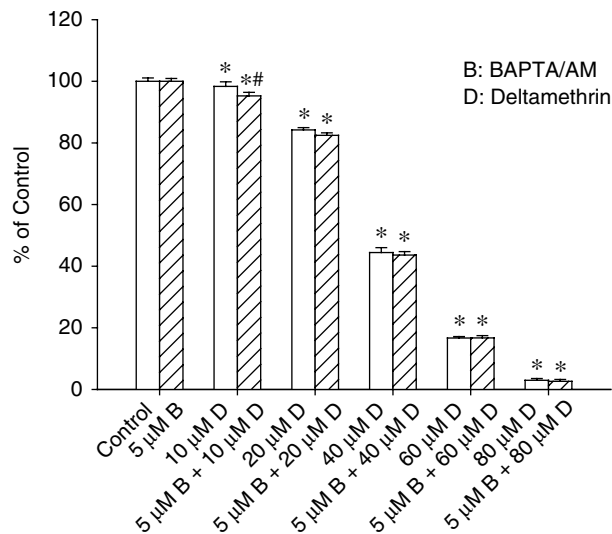 120
100
80
60
40
20
0
% of Control
B: BAPTA/AM
D: Deltamethrin
*
*#
*
*
*
*
*
*
*
*
Control
5 µM B
10 µM D
5 µM B + 10 µM D
20 µM D
5 µM B + 20 µM D
40 µM D
5 µM B + 40 µM D
60 µM D
5 µM B + 60 µM D
80 µM D
5 µM B + 80 µM D